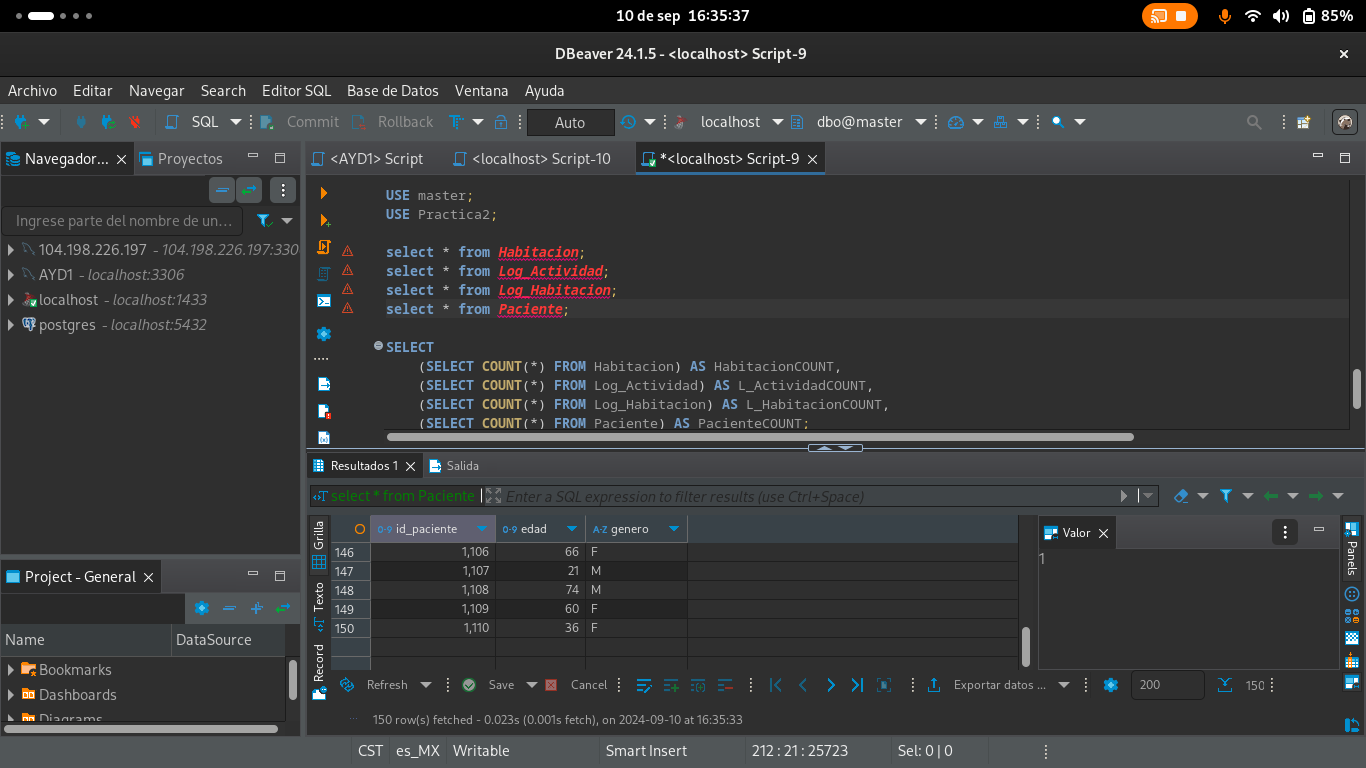 10 de sep 16:35:37
85%
DBeaver 24.1.5 - <localhost> Script-9
Archivo Editar Navegar Search Editor SQL Base de Datos Ventana Ayuda
SQL Commit Rollback Auto localhost dbo@master
Navegador... Proyectos
Ingrese parte del nombre de un...
104.198.226.197 - 104.198.226.197:330
AYD1 - localhost:3306
localhost - localhost:1433
postgres - localhost:5432
Project - General
Name DataSource
Bookmarks
Dashboards
Diagrams
<AYD1> Script <localhost> Script-10 *<localhost> Script-9
USE master;
USE Practica2;
select * from Habitacion;
select * from Log_Actividad;
select * from Log_Habitacion;
select * from Paciente;
SELECT
(SELECT COUNT(*) FROM Habitacion) AS HabitacionCOUNT,
(SELECT COUNT(*) FROM Log_Actividad) AS L_ActividadCOUNT,
(SELECT COUNT(*) FROM Log_Habitacion) AS L_HabitacionCOUNT,
(SELECT COUNT(*) FROM Paciente) AS PacienteCOUNT;
Resultados 1 Salida
select * from Paciente Enter a SQL expression to filter results (use Ctrl+Space)
Grilla
Texto
Record
id_paciente edad genero
146 1,106 66 F
147 1,107 21 M
148 1,108 74 M
149 1,109 60 F
150 1,110 36 F
Valor
1
Panels
Refresh Save Cancel Exportar datos ... 200 150
150 row(s) fetched - 0.023s (0.001s fetch), on 2024-09-10 at 16:35:33
CST es_MX Writable Smart Insert 212 : 21 : 25723 Sel: 0 | 0